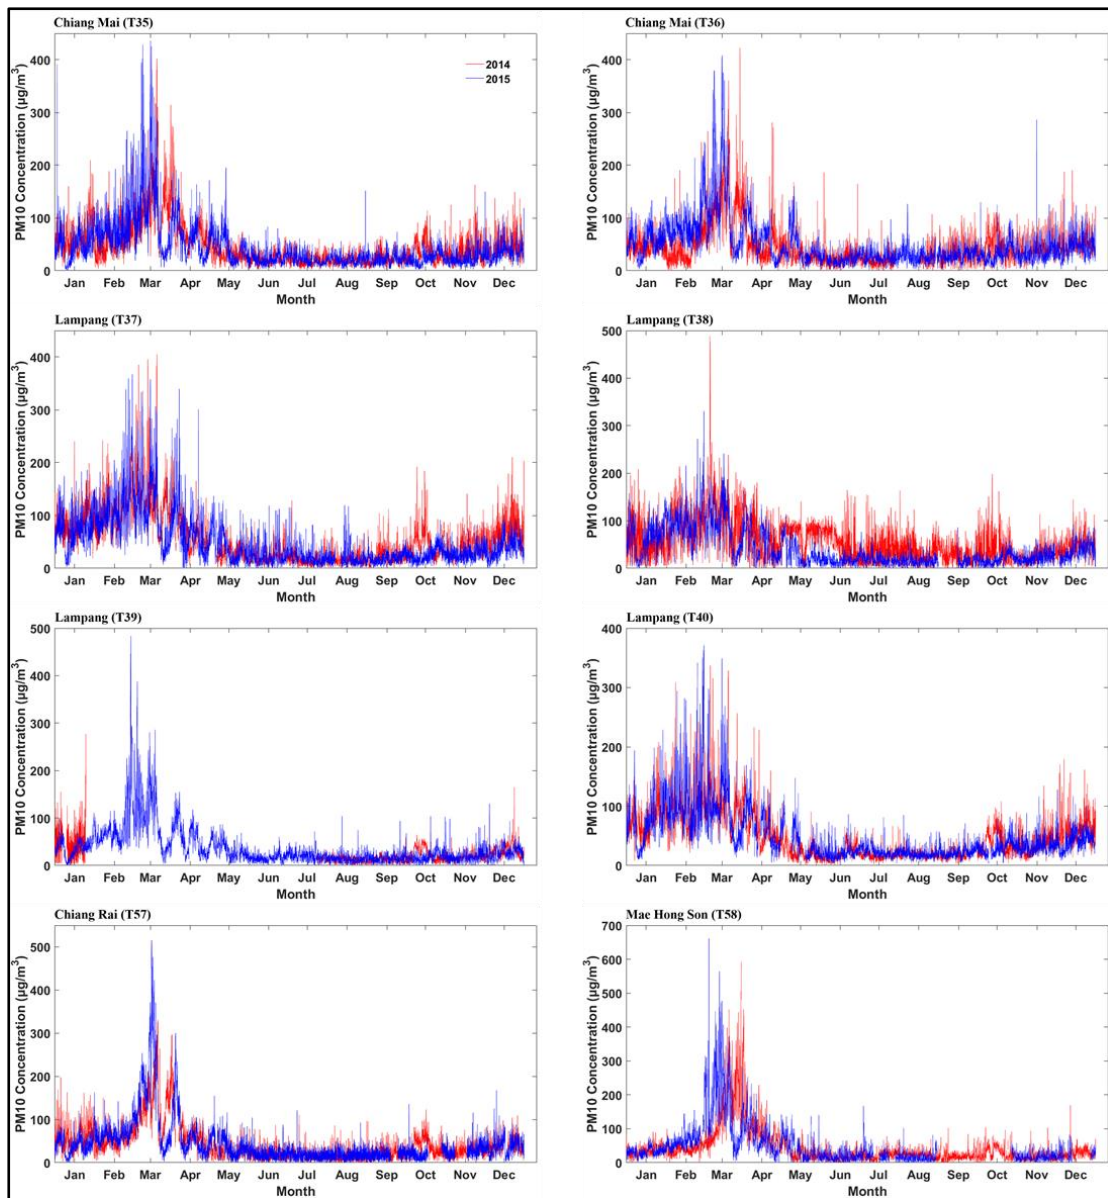 Chiang Mai (T35)
PM10 Concentration (µg/m³)
400
300
200
100
0
2014
2015
Jan Feb Mar Apr May Jun Jul Aug Sep Oct Nov Dec
Month
Chiang Mai (T36)
PM10 Concentration (µg/m³)
400
300
200
100
0
Jan Feb Mar Apr May Jun Jul Aug Sep Oct Nov Dec
Month
Lampang (T37)
PM10 Concentration (µg/m³)
400
300
200
100
0
Jan Feb Mar Apr May Jun Jul Aug Sep Oct Nov Dec
Month
Lampang (T38)
PM10 Concentration (µg/m³)
500
400
300
200
100
0
Jan Feb Mar Apr May Jun Jul Aug Sep Oct Nov Dec
Month
Lampang (T39)
PM10 Concentration (µg/m³)
500
400
300
200
100
0
Jan Feb Mar Apr May Jun Jul Aug Sep Oct Nov Dec
Month
Lampang (T40)
PM10 Concentration (µg/m³)
400
300
200
100
0
Jan Feb Mar Apr May Jun Jul Aug Sep Oct Nov Dec
Month
Chiang Rai (T57)
PM10 Concentration (µg/m³)
500
400
300
200
100
0
Jan Feb Mar Apr May Jun Jul Aug Sep Oct Nov Dec
Month
Mae Hong Son (T58)
PM10 Concentration (µg/m³)
700
600
500
400
300
200
100
0
Jan Feb Mar Apr May Jun Jul Aug Sep Oct Nov Dec
Month